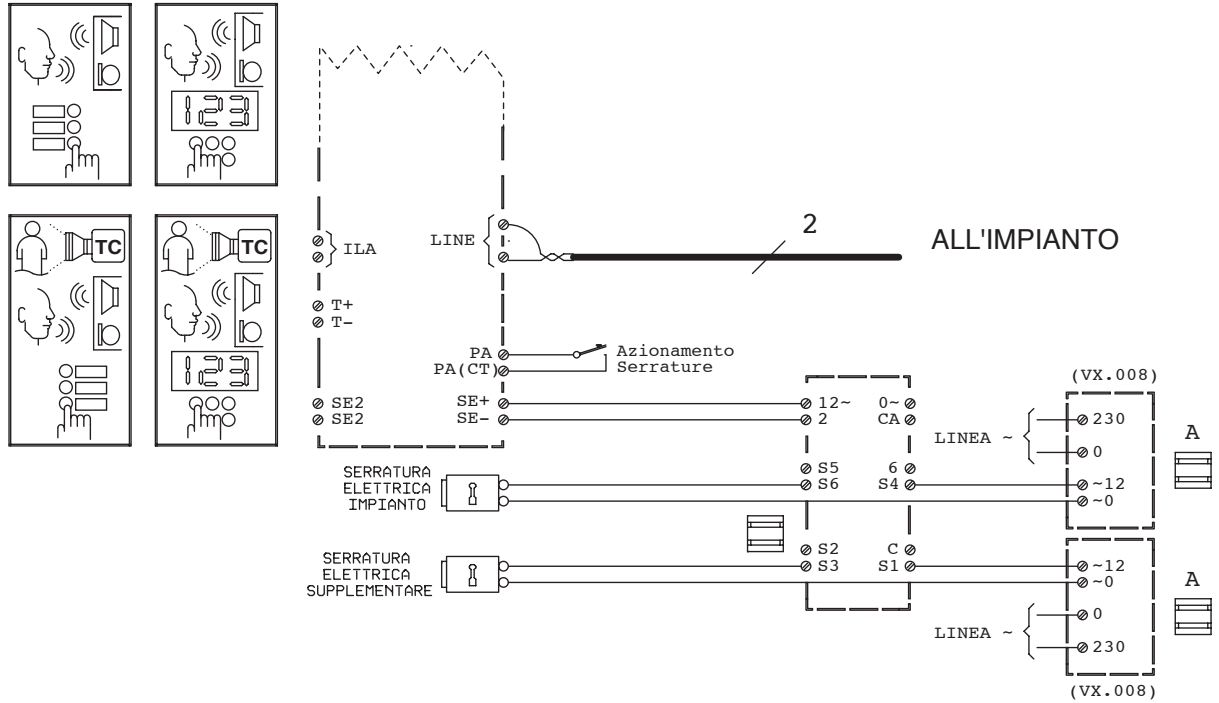 123
TC
TC
123
ILA
T+
T-
SE2
SE2
LINE
PA
PA(CT)
SE+
SE-
2
ALL'IMPIANTO
Azionamento
Serrature
SERRATURA
ELETTRICA
IMPIANTO
SERRATURA
ELETTRICA
SUPPLEMENTARE
12~ 0~
2 CA
S5 6
S6 S4
S2 C
S3 S1
(VX.008)
LINEA ~
230
0
~12
~0
A
~12
~0
LINEA ~
0
230
A
(VX.008)